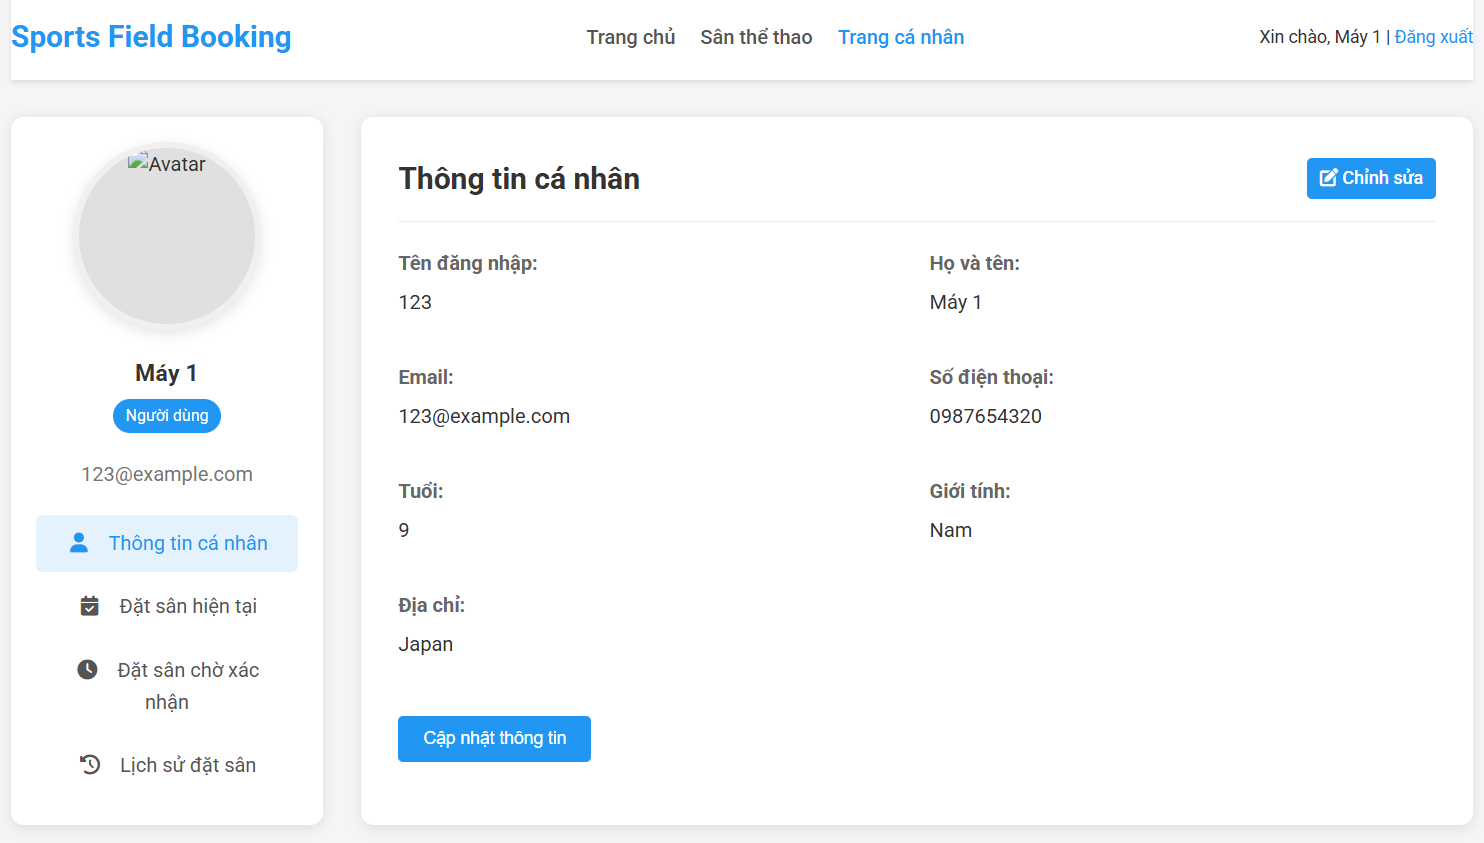 Sports Field Booking
Trang chủ Sân thể thao Trang cá nhân
Xin chào, Máy 1 | Đăng xuất
Avatar
Máy 1
Người dùng
123@example.com
Thông tin cá nhân
Đặt sân hiện tại
Đặt sân chờ xác
nhận
Lịch sử đặt sân
Thông tin cá nhân
Chỉnh sửa
Tên đăng nhập:
123
Họ và tên:
Máy 1
Email:
123@example.com
Số điện thoại:
0987654320
Tuổi:
9
Giới tính:
Nam
Địa chỉ:
Japan
Cập nhật thông tin